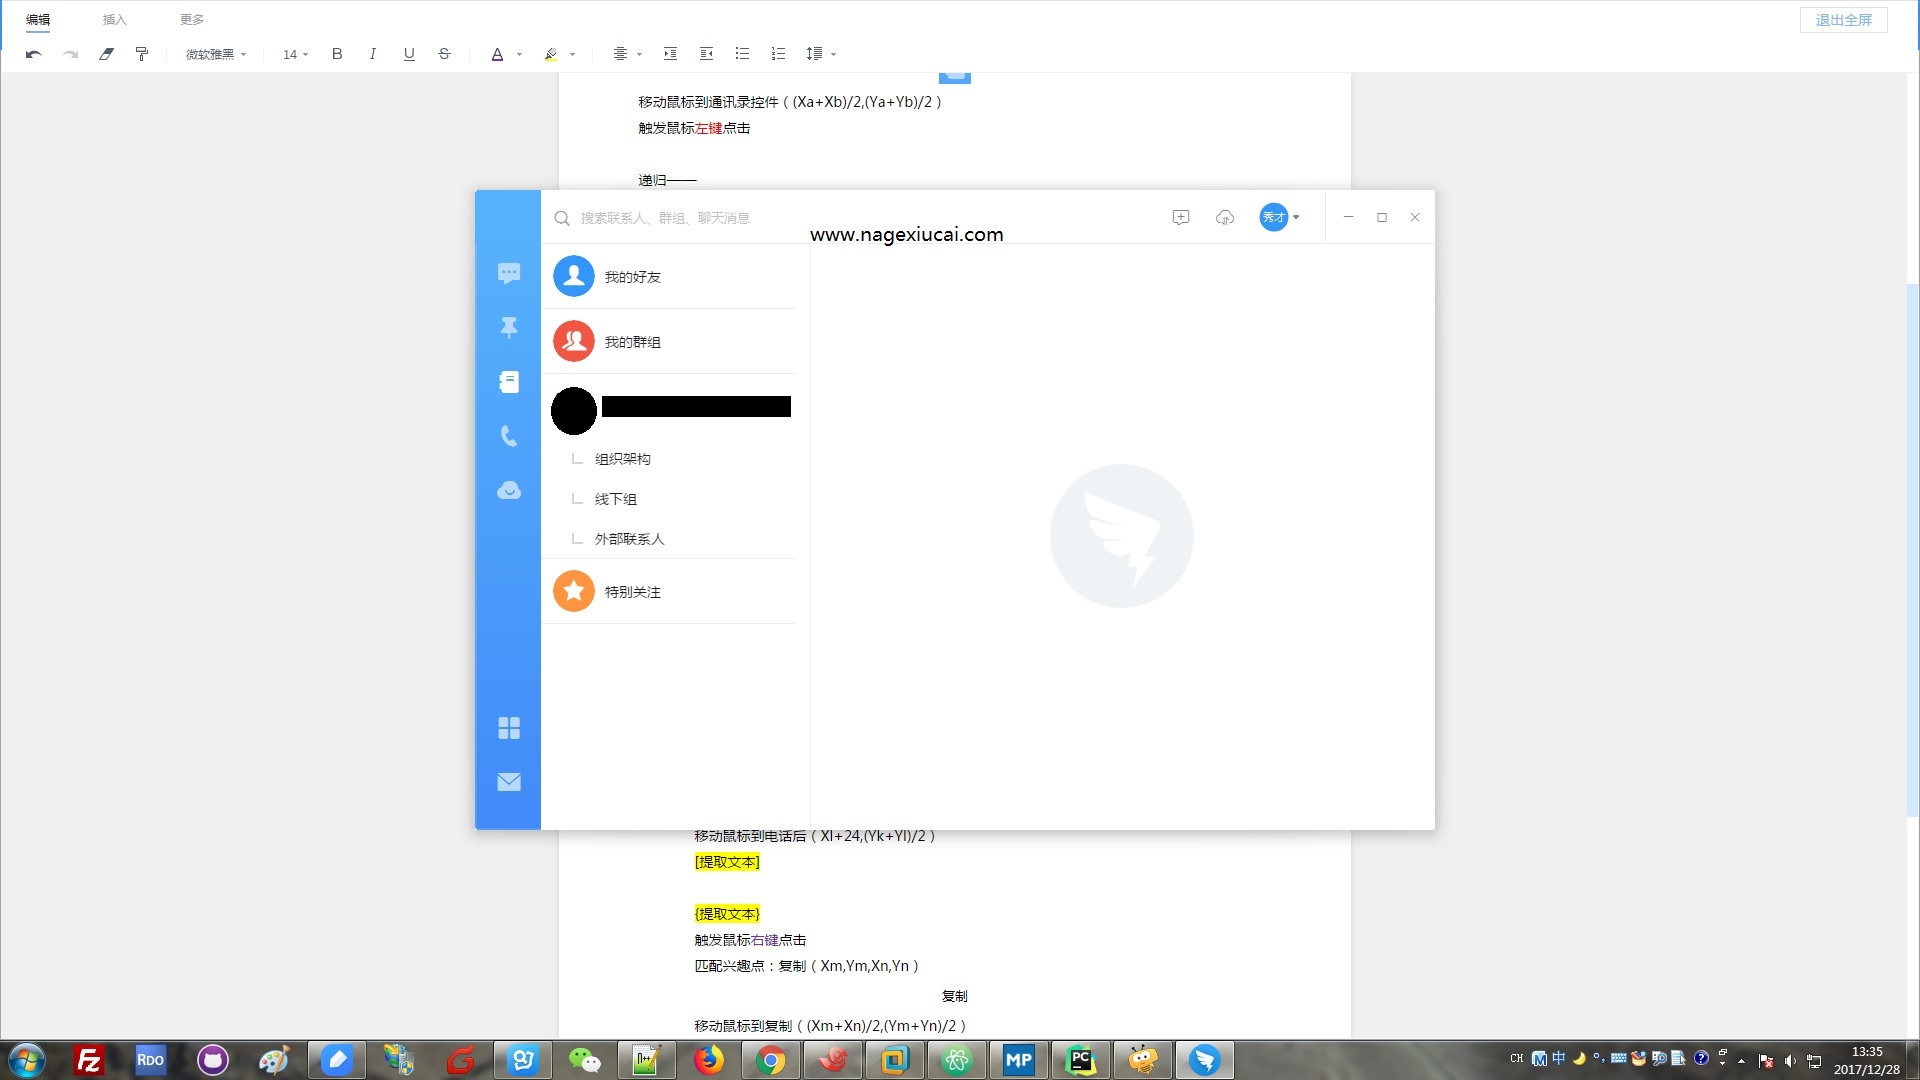 编辑 插入 更多 退出全屏
微软雅黑 14 B I U S A
移动鼠标到通讯录控件（(Xa+Xb)/2,(Ya+Yb)/2）
触发鼠标左键点击
递归——
搜索联系人、群组、聊天消息 秀才
www.nagexiucai.com
我的好友
我的群组
组织架构
线下组
外部联系人
特别关注
移动鼠标到电话后（Xl+24,(Yk+Yl)/2）
[提取文本]
{提取文本}
触发鼠标右键点击
匹配兴趣点：复制（Xm,Ym,Xn,Yn）
复制
移动鼠标到复制（(Xm+Xn)/2,(Ym+Yn)/2）
Fz RDO MP PC CH 中 13:35
2017/12/28